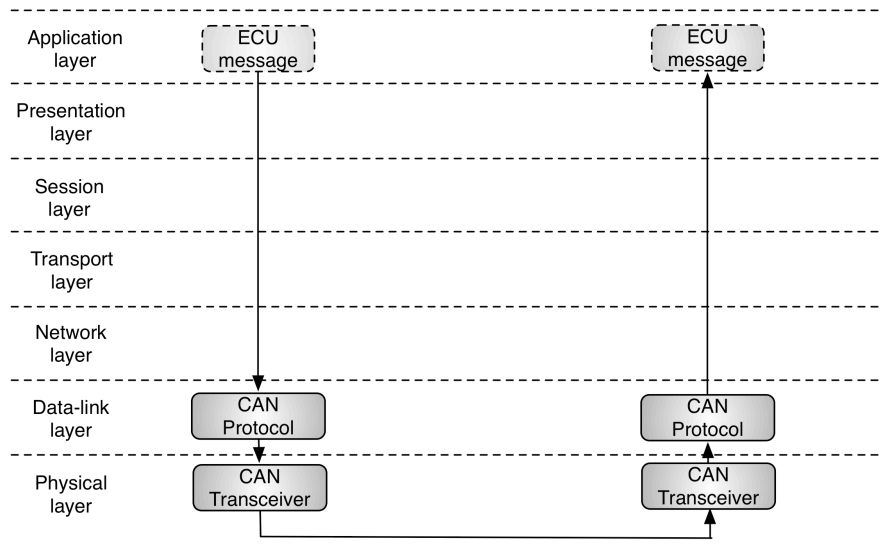 Application
layer
ECU
message
ECU
message
Presentation
layer
Session
layer
Transport
layer
Network
layer
Data-link
layer
CAN
Protocol
CAN
Protocol
Physical
layer
CAN
Transceiver
CAN
Transceiver